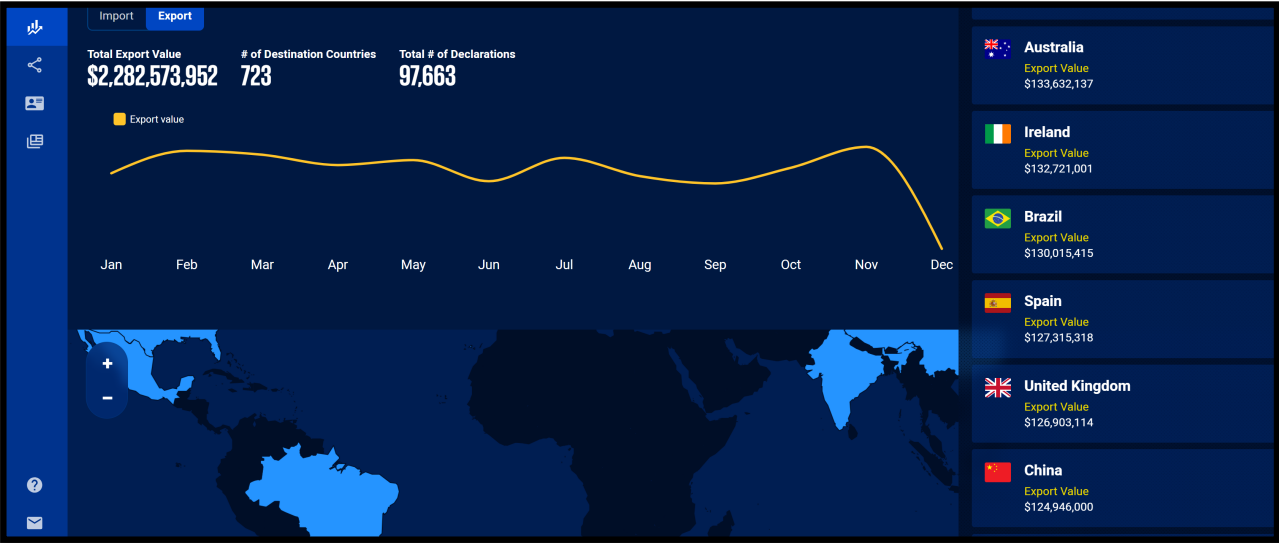 Import Export
Total Export Value # of Destination Countries Total # of Declarations
$2,282,573,952 723 97,663
Export value
Jan Feb Mar Apr May Jun Jul Aug Sep Oct Nov Dec
+
−
Australia
Export Value
$133,632,137
Ireland
Export Value
$132,721,001
Brazil
Export Value
$130,015,415
Spain
Export Value
$127,315,318
United Kingdom
Export Value
$126,903,114
China
Export Value
$124,946,000